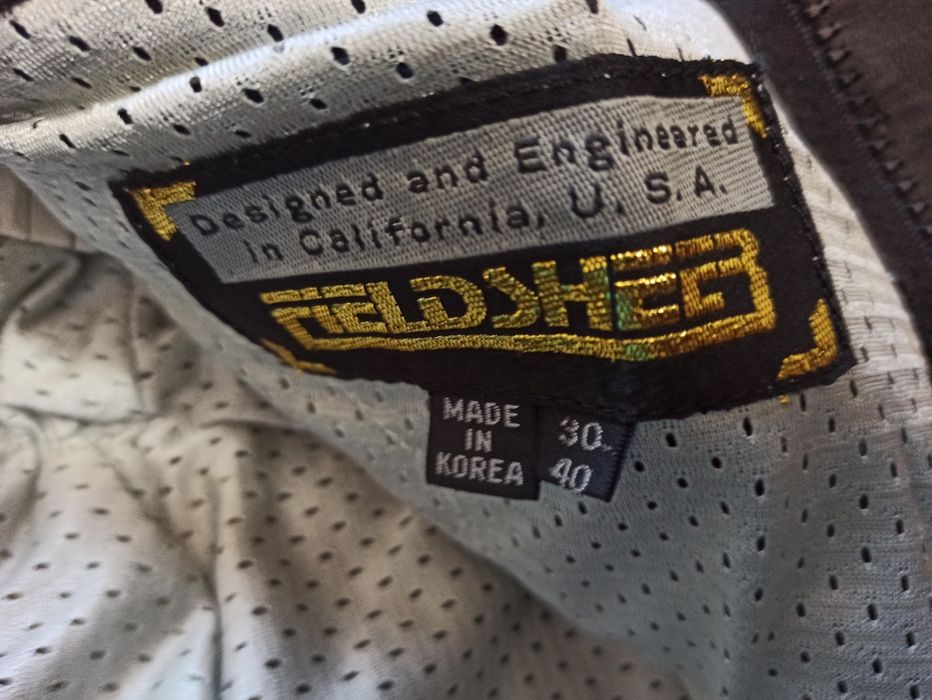 Designed and Engineered
in California, U. S. A.
FIELDSHEER
MADE
IN
KOREA
30
40